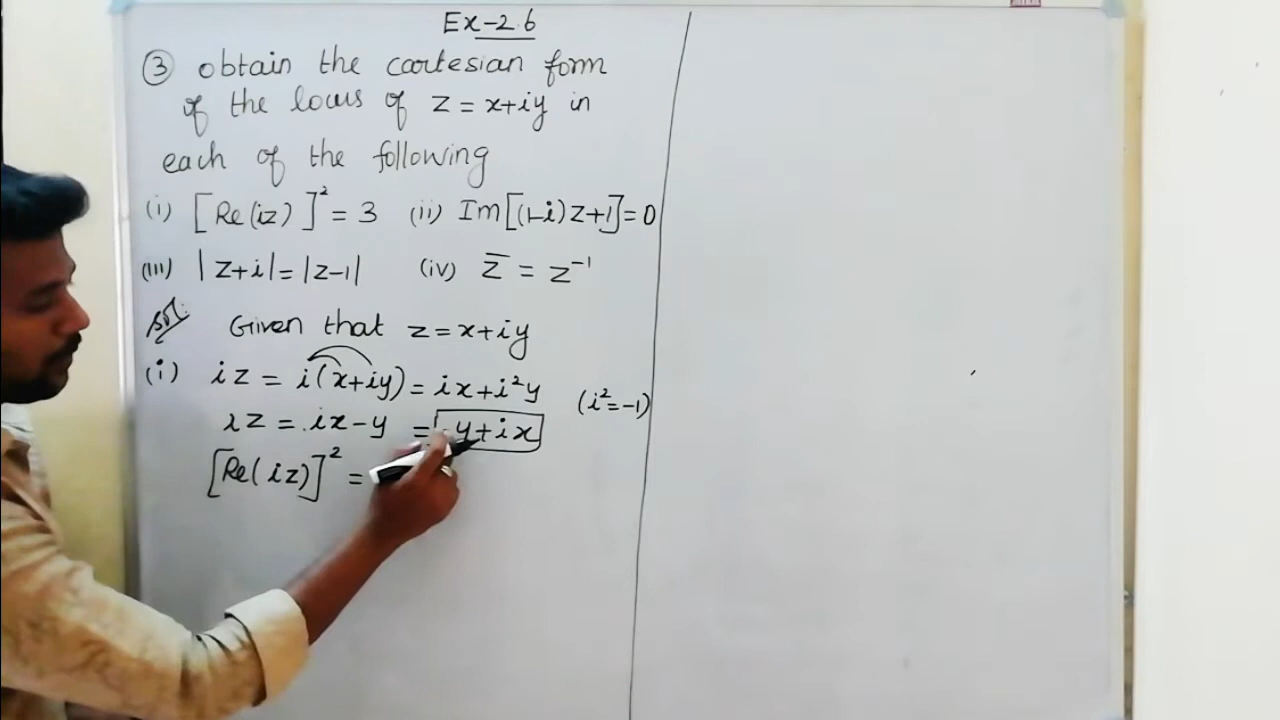 Ex-2.6
③ obtain the cartesian form
of the locus of z = x+iy in
each of the following
(i) [Re(iz)]² = 3 (ii) Im[(1-i)z+1]=0
(iii) |z+i|=|z-1| (iv) z̅ = z⁻¹
Sol: Given that z=x+iy
(i) iz = i(x+iy) = ix+i²y (i²=-1)
iz = ix-y = -y+ix
[Re(iz)]² =